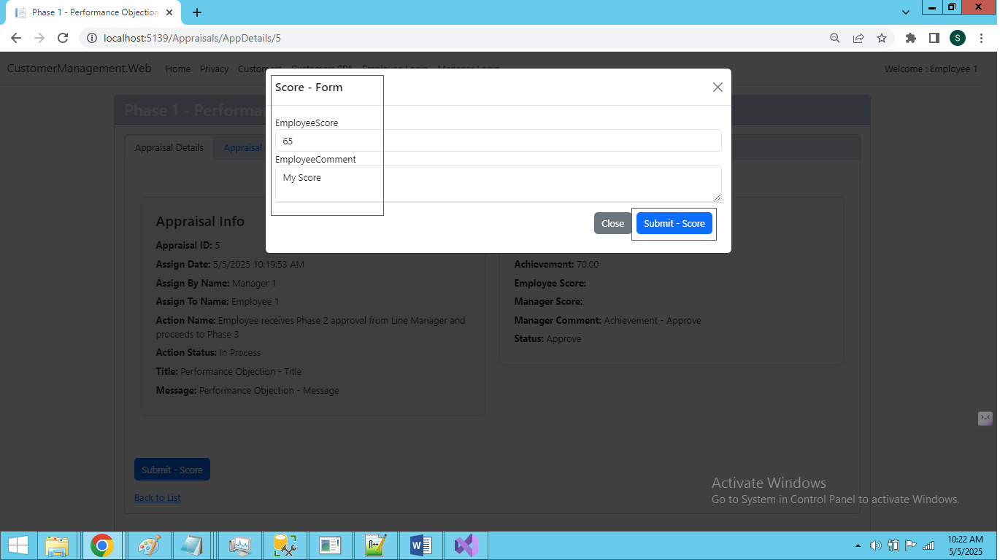 Phase 1 - Performance Objection
localhost:5139/Appraisals/AppDetails/5
S
CustomerManagement.Web Home Privacy Customers Customers SPA Employee Login Manager Login Welcome : Employee 1
Phase 1 - Performa
Appraisal Details Appraisal
Score - Form
EmployeeScore
65
EmployeeComment
My Score
Close Submit - Score
Appraisal Info
Appraisal ID: 5
Assign Date: 5/5/2025 10:19:53 AM
Assign By Name: Manager 1
Assign To Name: Employee 1
Action Name: Employee receives Phase 2 approval from Line Manager and
proceeds to Phase 3
Action Status: In Process
Title: Performance Objection - Title
Message: Performance Objection - Message
Achievement: 70.00
Employee Score:
Manager Score:
Manager Comment: Achievement - Approve
Status: Approve
Submit - Score
Back to List
Activate Windows
Go to System in Control Panel to activate Windows.
10:22 AM
5/5/2025